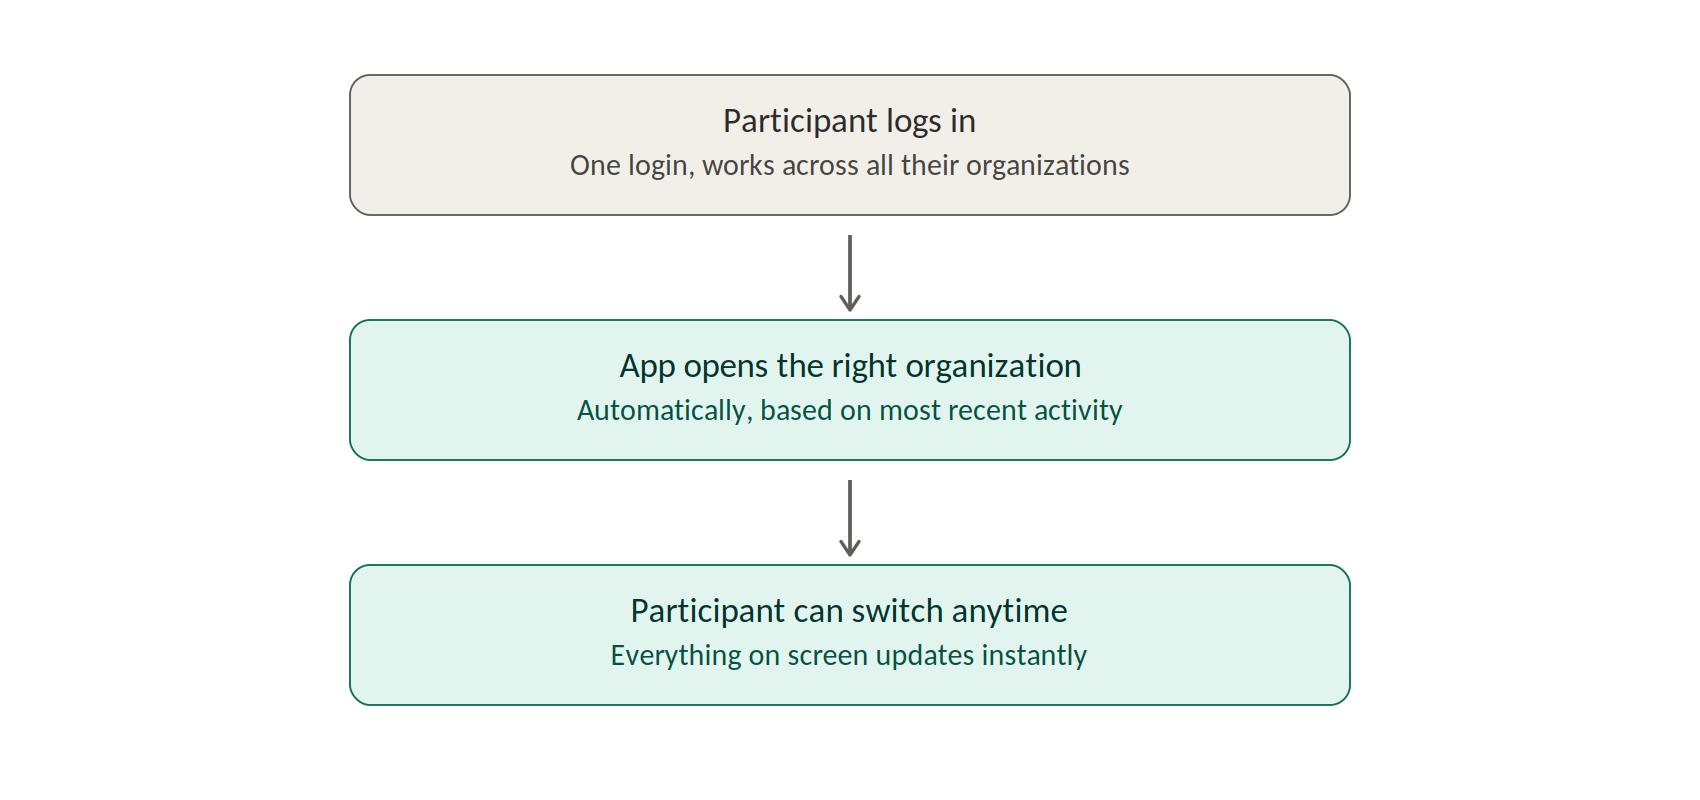 Participant logs in
One login, works across all their organizations
App opens the right organization
Automatically, based on most recent activity
Participant can switch anytime
Everything on screen updates instantly